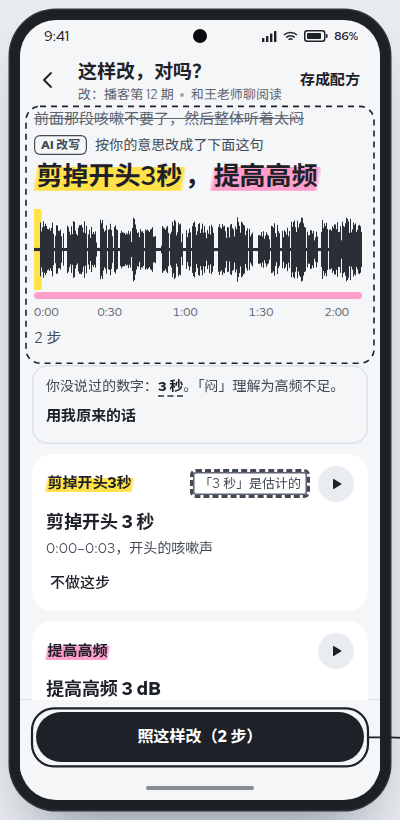 9:41
86%
这样改，对吗？
改：播客第 12 期 • 和王老师聊阅读
存成配方
前面那段咳嗽不要了，然后整体听着太闷
AI 改写 按你的意思改成了下面这句
剪掉开头3秒，提高高频
0:00 0:30 1:00 1:30 2:00
2 步
你没说过的数字：3 秒。「闷」理解为高频不足。
用我原来的话
剪掉开头3秒
「3 秒」是估计的
剪掉开头 3 秒
0:00–0:03，开头的咳嗽声
不做这步
提高高频
提高高频 3 dB
照这样改（2 步）